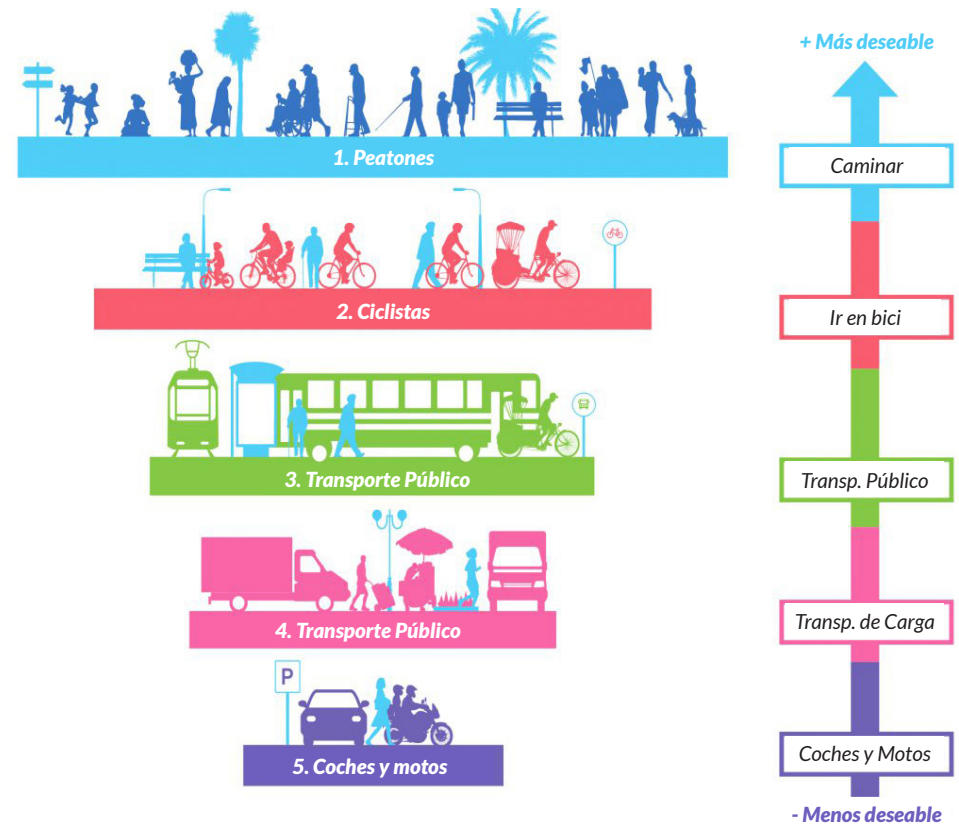 + Más deseable
1. Peatones
Caminar
2. Ciclistas
Ir en bici
3. Transporte Público
Transp. Público
4. Transporte Público
Transp. de Carga
P
5. Coches y motos
Coches y Motos
- Menos deseable